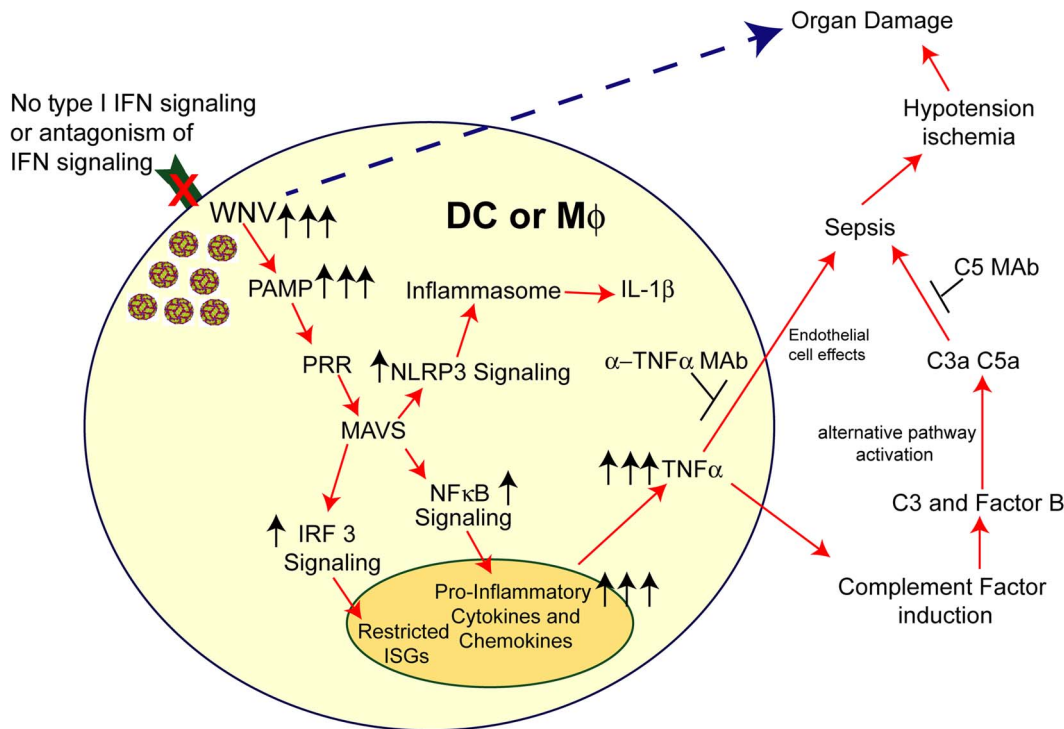 Organ Damage
No type I IFN signaling
or antagonism of
IFN signaling
X
Hypotension
ischemia
WNV
DC or Mϕ
Sepsis
C5 MAb
PAMP
Inflammasome
IL-1β
Endothelial
cell effects
PRR
NLRP3 Signaling
α–TNFα MAb
C3a C5a
MAVS
alternative pathway
activation
TNFα
NFκB
Signaling
C3 and Factor B
IRF 3
Signaling
Complement Factor
induction
Pro-Inflammatory
Cytokines and
Chemokines
Restricted
ISGs